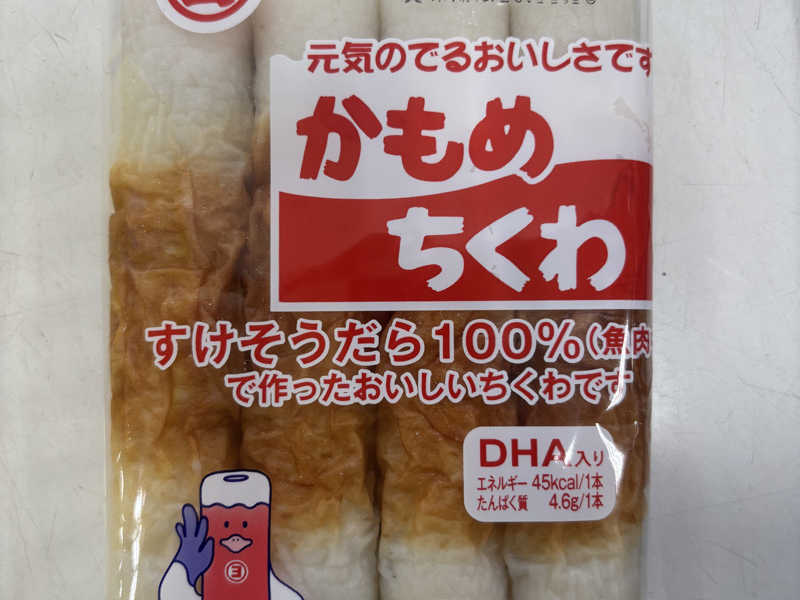 元気のでるおいしさです
かもめ
ちくわ
すけそうだら100%(魚肉
で作ったおいしいちくわです
DHA入り
エネルギー 45kcal/1本
たんぱく質 4.6g/1本
ヨ